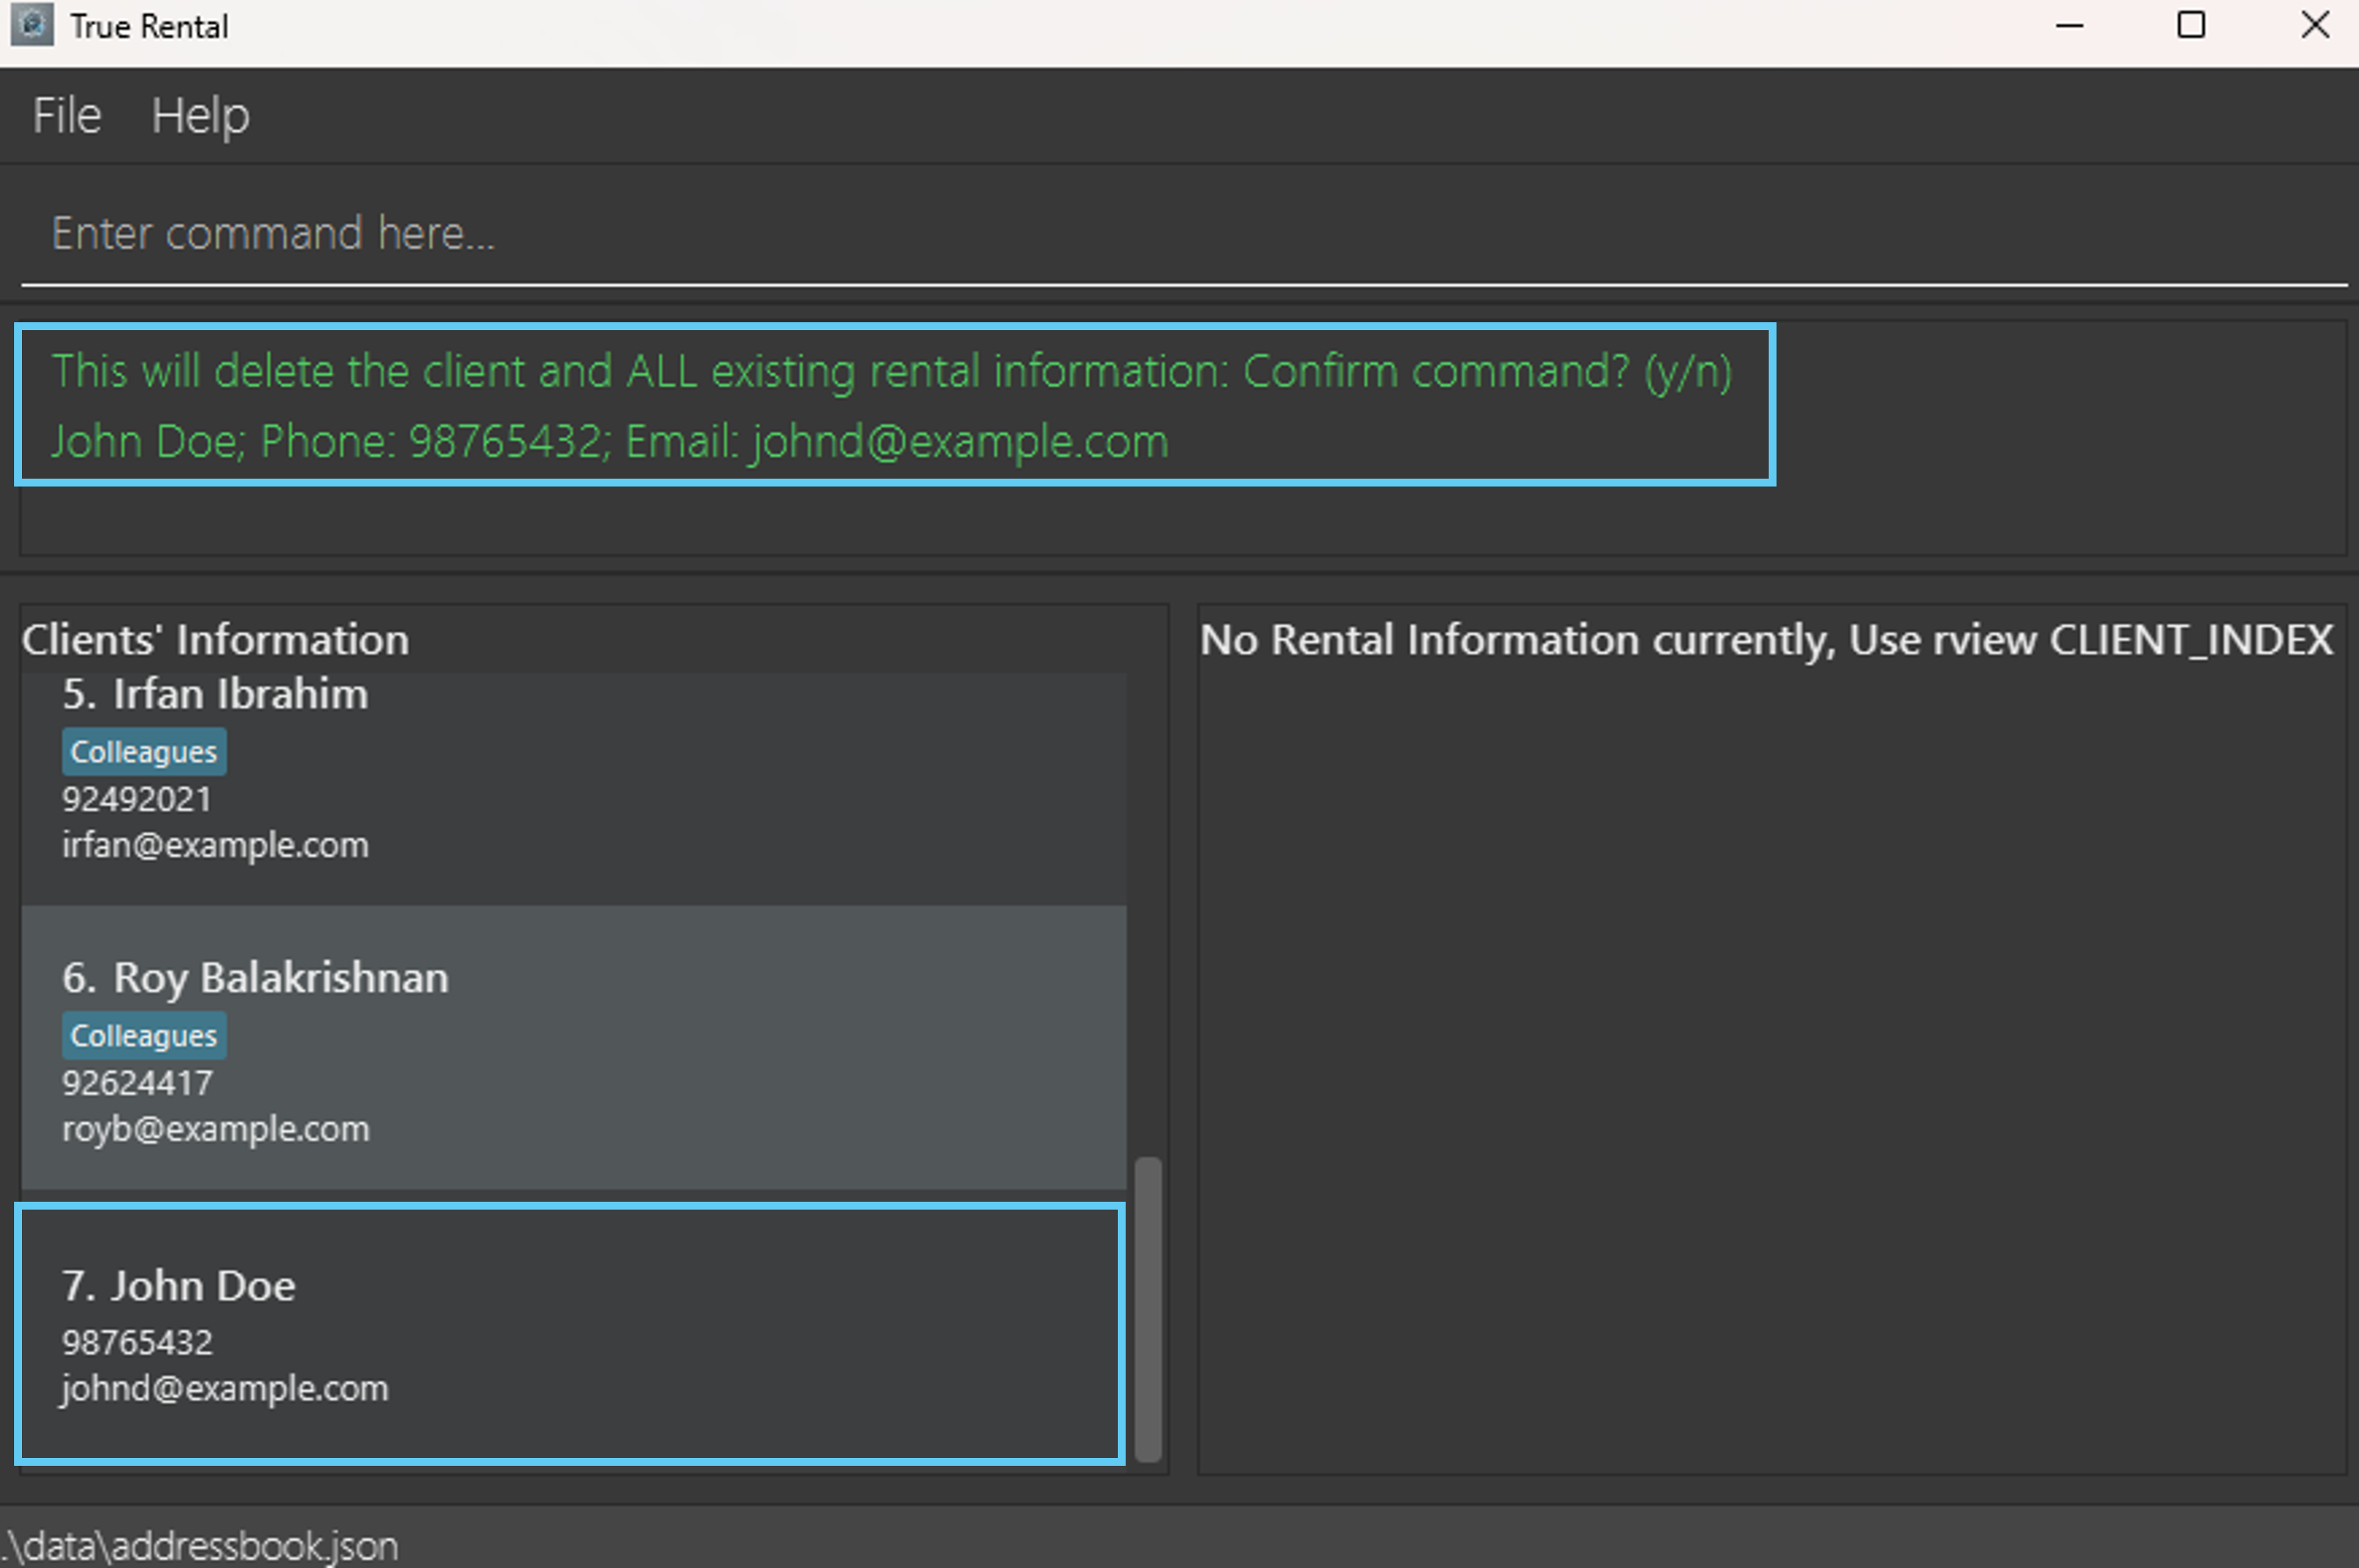 True Rental
File Help
Enter command here...
This will delete the client and ALL existing rental information: Confirm command? (y/n)
John Doe; Phone: 98765432; Email: johnd@example.com
Clients' Information
5. Irfan Ibrahim
Colleagues
92492021
irfan@example.com
6. Roy Balakrishnan
Colleagues
92624417
royb@example.com
7. John Doe
98765432
johnd@example.com
No Rental Information currently, Use rview CLIENT_INDEX
.\data\addressbook.json